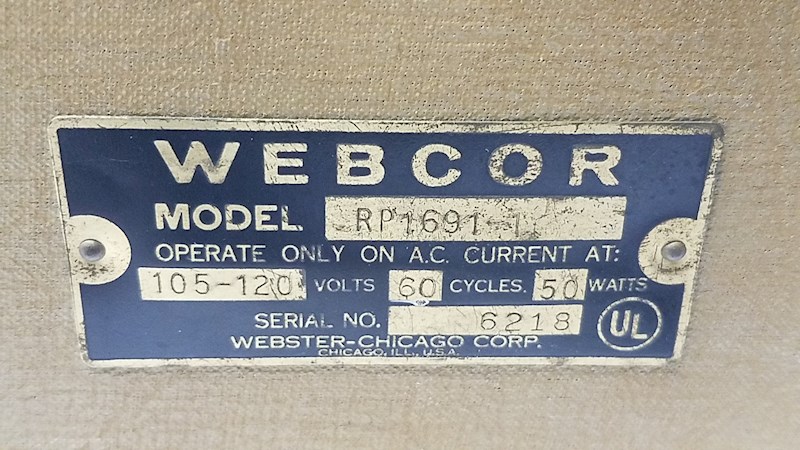 WEBCOR
MODEL RP1691-1
OPERATE ONLY ON A.C. CURRENT AT:
105-120 VOLTS 60 CYCLES. 50 WATTS
SERIAL NO. 6218 UL
WEBSTER-CHICAGO CORP.
CHICAGO, ILL., U.S.A.